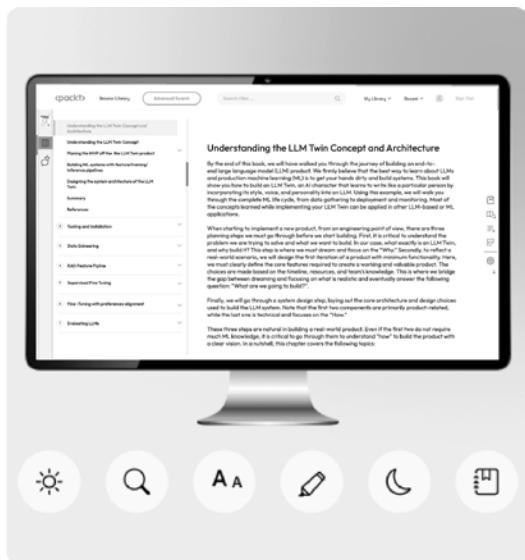 <packt>
Browse Library
Advanced Search
Search titles ...
My Library
Recent
Sign Out
Understanding the LLM Twin Concept and
Architecture
Understanding the LLM Twin Concept
Planning the MVP of the LLM Twin product
Building ML systems with feature/training/
inference pipelines
Designing the system architecture of the LLM
Twin
Summary
References
Tooling and Installation
Data Engineering
RAG Feature Pipeline
Supervised Fine Tuning
Fine-Tuning with preferences alignment
Evaluating LLMs
Understanding the LLM Twin Concept and Architecture
By the end of this book, we will have walked you through the journey of building an end-to-
end large language model (LLM) product. We firmly believe that the best way to learn about LLMs
and production machine learning (ML) is to get your hands dirty and build systems. This book will
show you how to build an LLM Twin, an AI character that learns to write like a particular person by
incorporating its style, voice, and personality into an LLM. Using this example, we will walk you
through the complete ML life cycle, from data gathering to deployment and monitoring. Most of
the concepts learned while implementing your LLM Twin can be applied in other LLM-based or ML
applications.
When starting to implement a new product, from an engineering point of view, there are three
planning steps we must go through before we start building. First, it is critical to understand the
problem we are trying to solve and what we want to build. In our case, what exactly is an LLM Twin,
and why build it? This step is where we must dream and focus on the "Why." Secondly, to reflect a
real-world scenario, we will design the first iteration of a product with minimum functionality. Here,
we must clearly define the core features required to create a working and valuable product. The
choices are made based on the timeline, resources, and team's knowledge. This is where we bridge
the gap between dreaming and focusing on what is realistic and eventually answer the following
question: "What are we going to build?".
Finally, we will go through a system design step, laying out the core architecture and design choices
used to build the LLM system. Note that the first two components are primarily product-related,
while the last one is technical and focuses on the "How."
These three steps are natural in building a real-world product. Even if the first two do not require
much ML knowledge, it is critical to go through them to understand "how" to build the product with
a clear vision. In a nutshell, this chapter covers the following topics:
A A